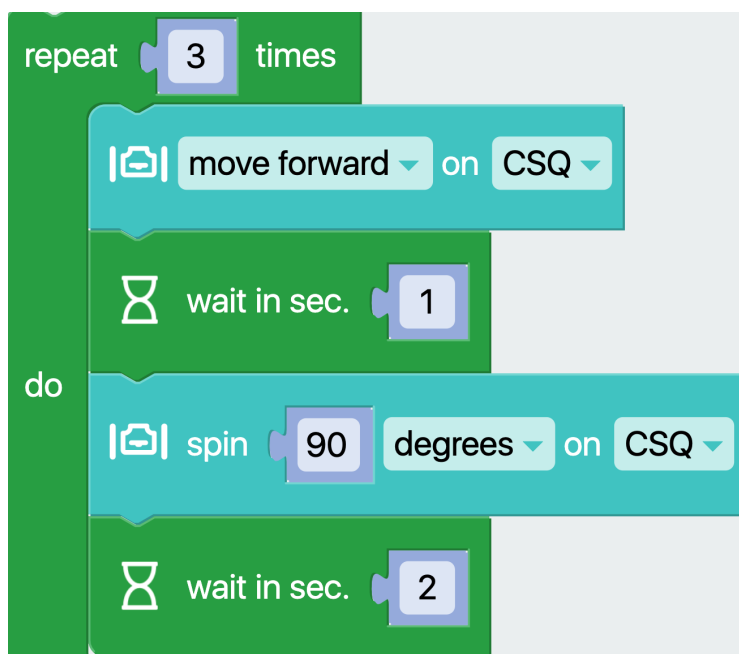 repeat 3 times
move forward on CSQ
wait in sec. 1
do
spin 90 degrees on CSQ
wait in sec. 2